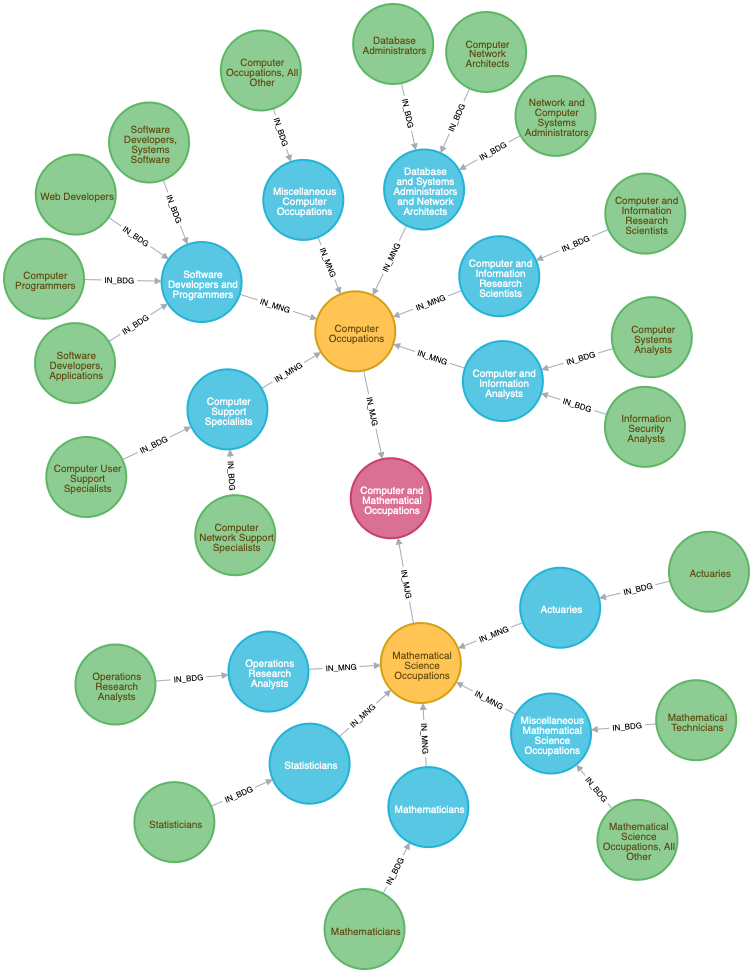 Database
Administrators
Computer
Network
Architects
Computer
Occupations, All
Other
Network and
Computer
Systems
Administrators
Software
Developers,
Systems
Software
IN_BDG
IN_BDG
IN_BDG
IN_BDG
IN_BDG
Web Developers
IN_BDG
Miscellaneous
Computer
Occupations
Database
and Systems
Administrators
and Network
Architects
Computer and
Information
Research
Scientists
IN_BDG
IN_BDG
Computer
Programmers
IN_BDG
Software
Developers and
Programmers
IN_MNG
IN_MNG
Computer and
Information
Research
Scientists
IN_BDG
IN_MNG
IN_MNG
Computer
Occupations
Software
Developers,
Applications
IN_MNG
IN_MNG
Computer and
Information
Analysts
IN_BDG
Computer
Systems
Analysts
IN_BDG
Information
Security
Analysts
Computer
Support
Specialists
IN_MJG
IN_BDG
IN_BDG
Computer User
Support
Specialists
Computer
Network Support
Specialists
Computer and
Mathematical
Occupations
IN_MJG
Actuaries
IN_BDG
Actuaries
IN_MNG
Mathematical
Science
Occupations
IN_MNG
Operations
Research
Analysts
IN_BDG
Operations
Research
Analysts
IN_MNG
IN_MNG
IN_MNG
Miscellaneous
Mathematical
Science
Occupations
IN_BDG
Mathematical
Technicians
Statisticians
IN_BDG
Statisticians
Mathematicians
IN_BDG
Mathematical
Science
Occupations, All
Other
IN_BDG
Mathematicians